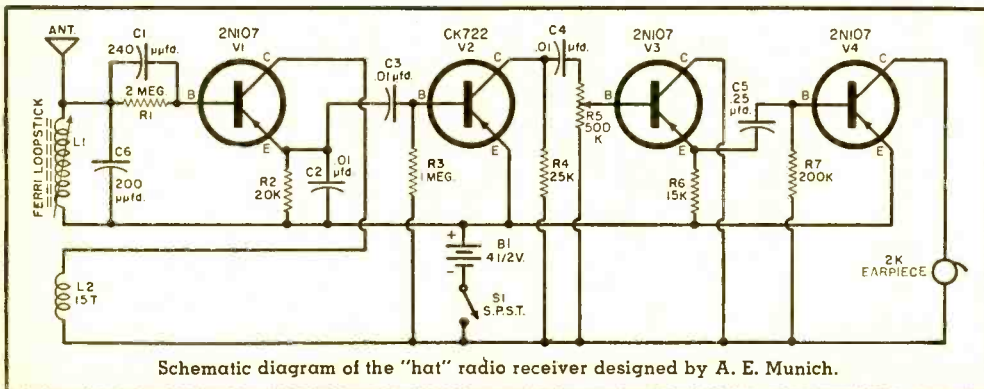 ANT.
C1
240 μμfd.
2 MEG.
R1
B
2N107
V1
C
E
FERRI LOOPSTICK
L1
C6
200
μμfd.
R2
20K
C2
.01
μfd.
C3
.01 μfd.
CK722
V2
B
C
E
R3
1 MEG.
C4
.01 μfd.
R4
25K
R5
500
K
2N107
V3
B
C
E
R6
15K
C5
.25
μfd.
2N107
V4
B
C
E
R7
200K
2K
EARPIECE
L2
15 T
+
B1
4 1/2 V.
-
S1
S.P.S.T.
Schematic diagram of the "hat" radio receiver designed by A. E. Munich.